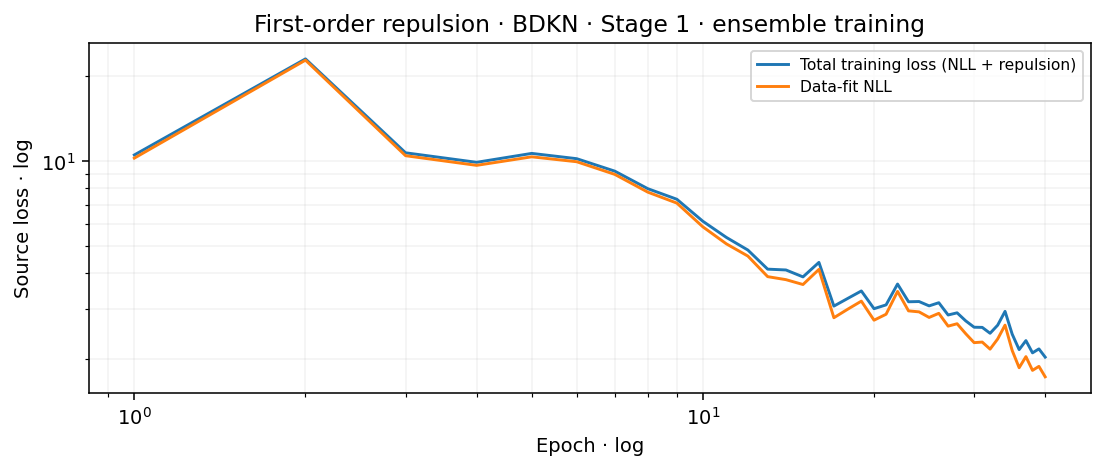 First-order repulsion · BDKN · Stage 1 · ensemble training
Total training loss (NLL + repulsion)
Data-fit NLL
Source loss · log
10¹
10⁰
10¹
Epoch · log